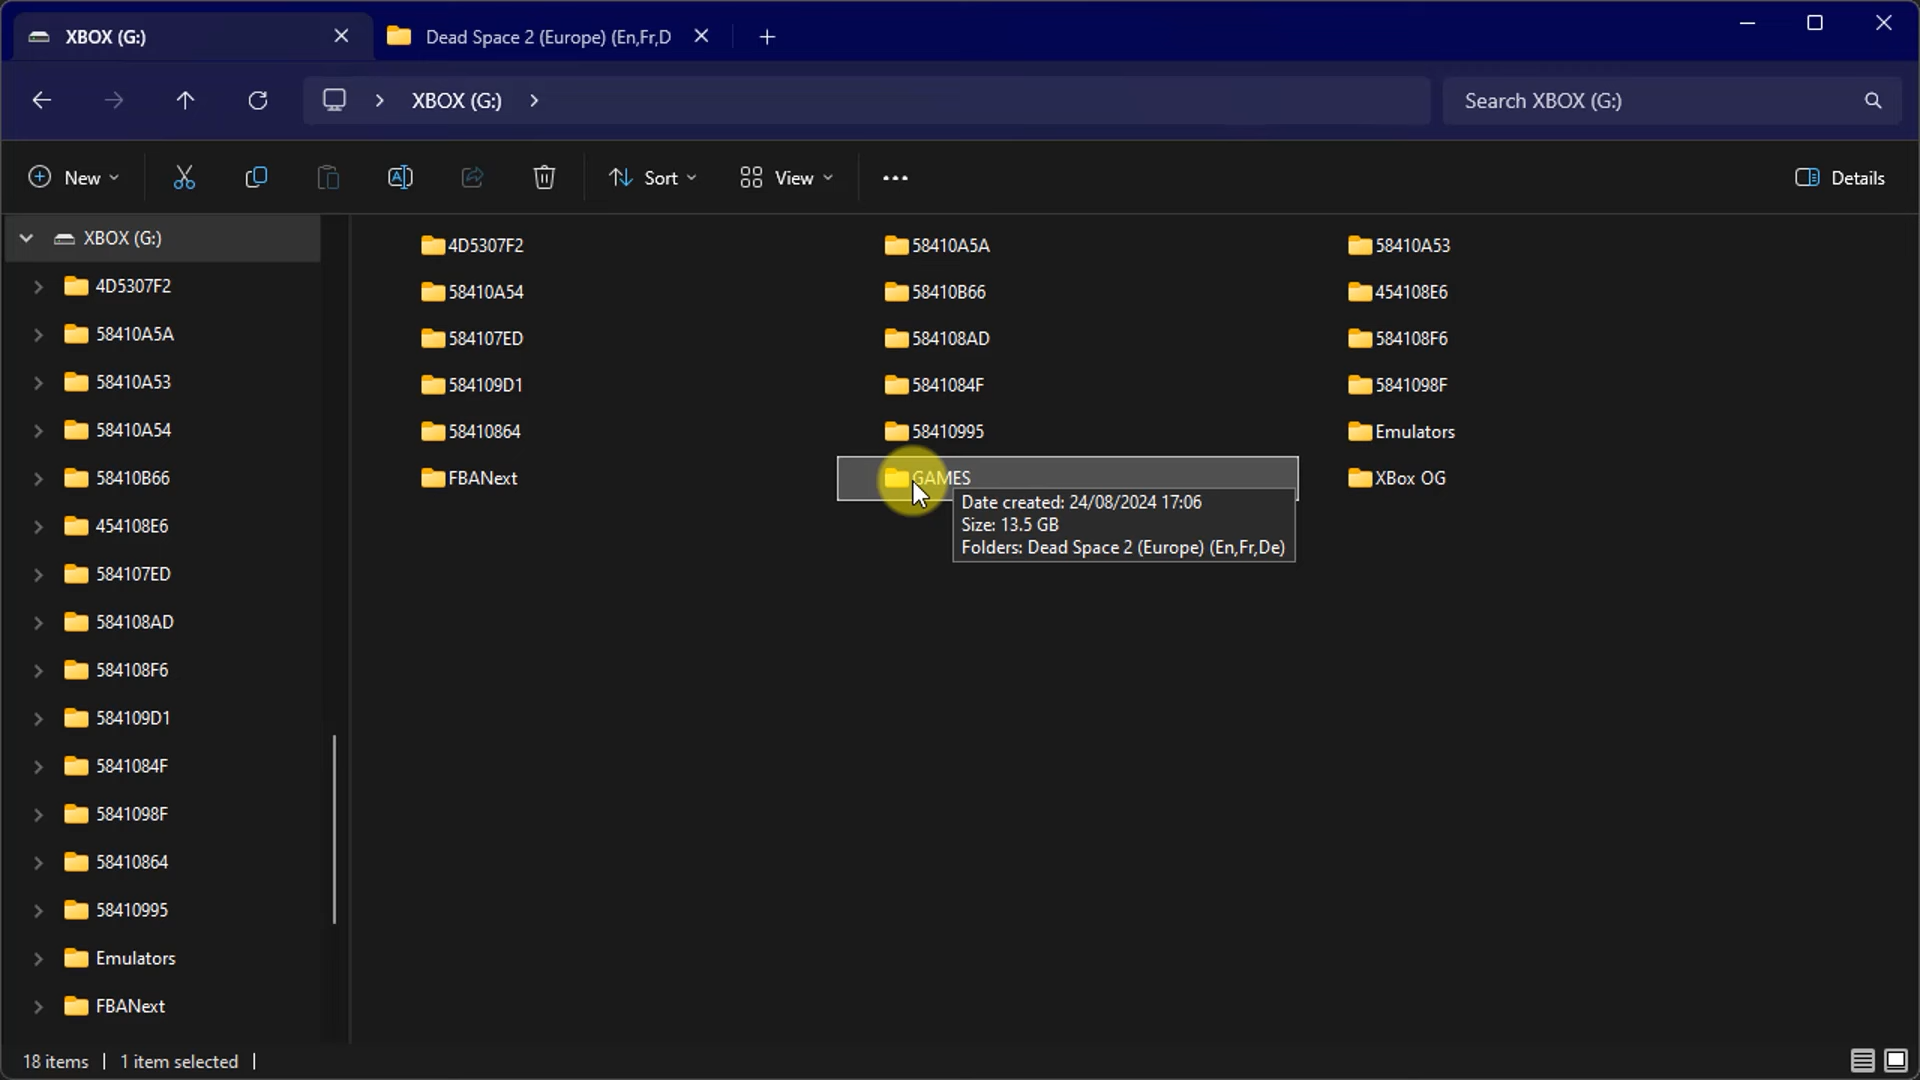 XBOX (G:)
Dead Space 2 (Europe) (En,Fr,D
XBOX (G:)
Search XBOX (G:)
New
Sort
View
Details
XBOX (G:)
4D5307F2
58410A5A
58410A53
58410A54
58410B66
454108E6
584107ED
584108AD
584108F6
584109D1
5841084F
5841098F
58410864
58410995
Emulators
FBANext
4D5307F2
58410A5A
58410A53
58410A54
58410B66
454108E6
584107ED
584108AD
584108F6
584109D1
5841084F
5841098F
58410864
58410995
Emulators
FBANext
GAMES
XBox OG
Date created: 24/08/2024 17:06
Size: 13.5 GB
Folders: Dead Space 2 (Europe) (En,Fr,De)
18 items
1 item selected